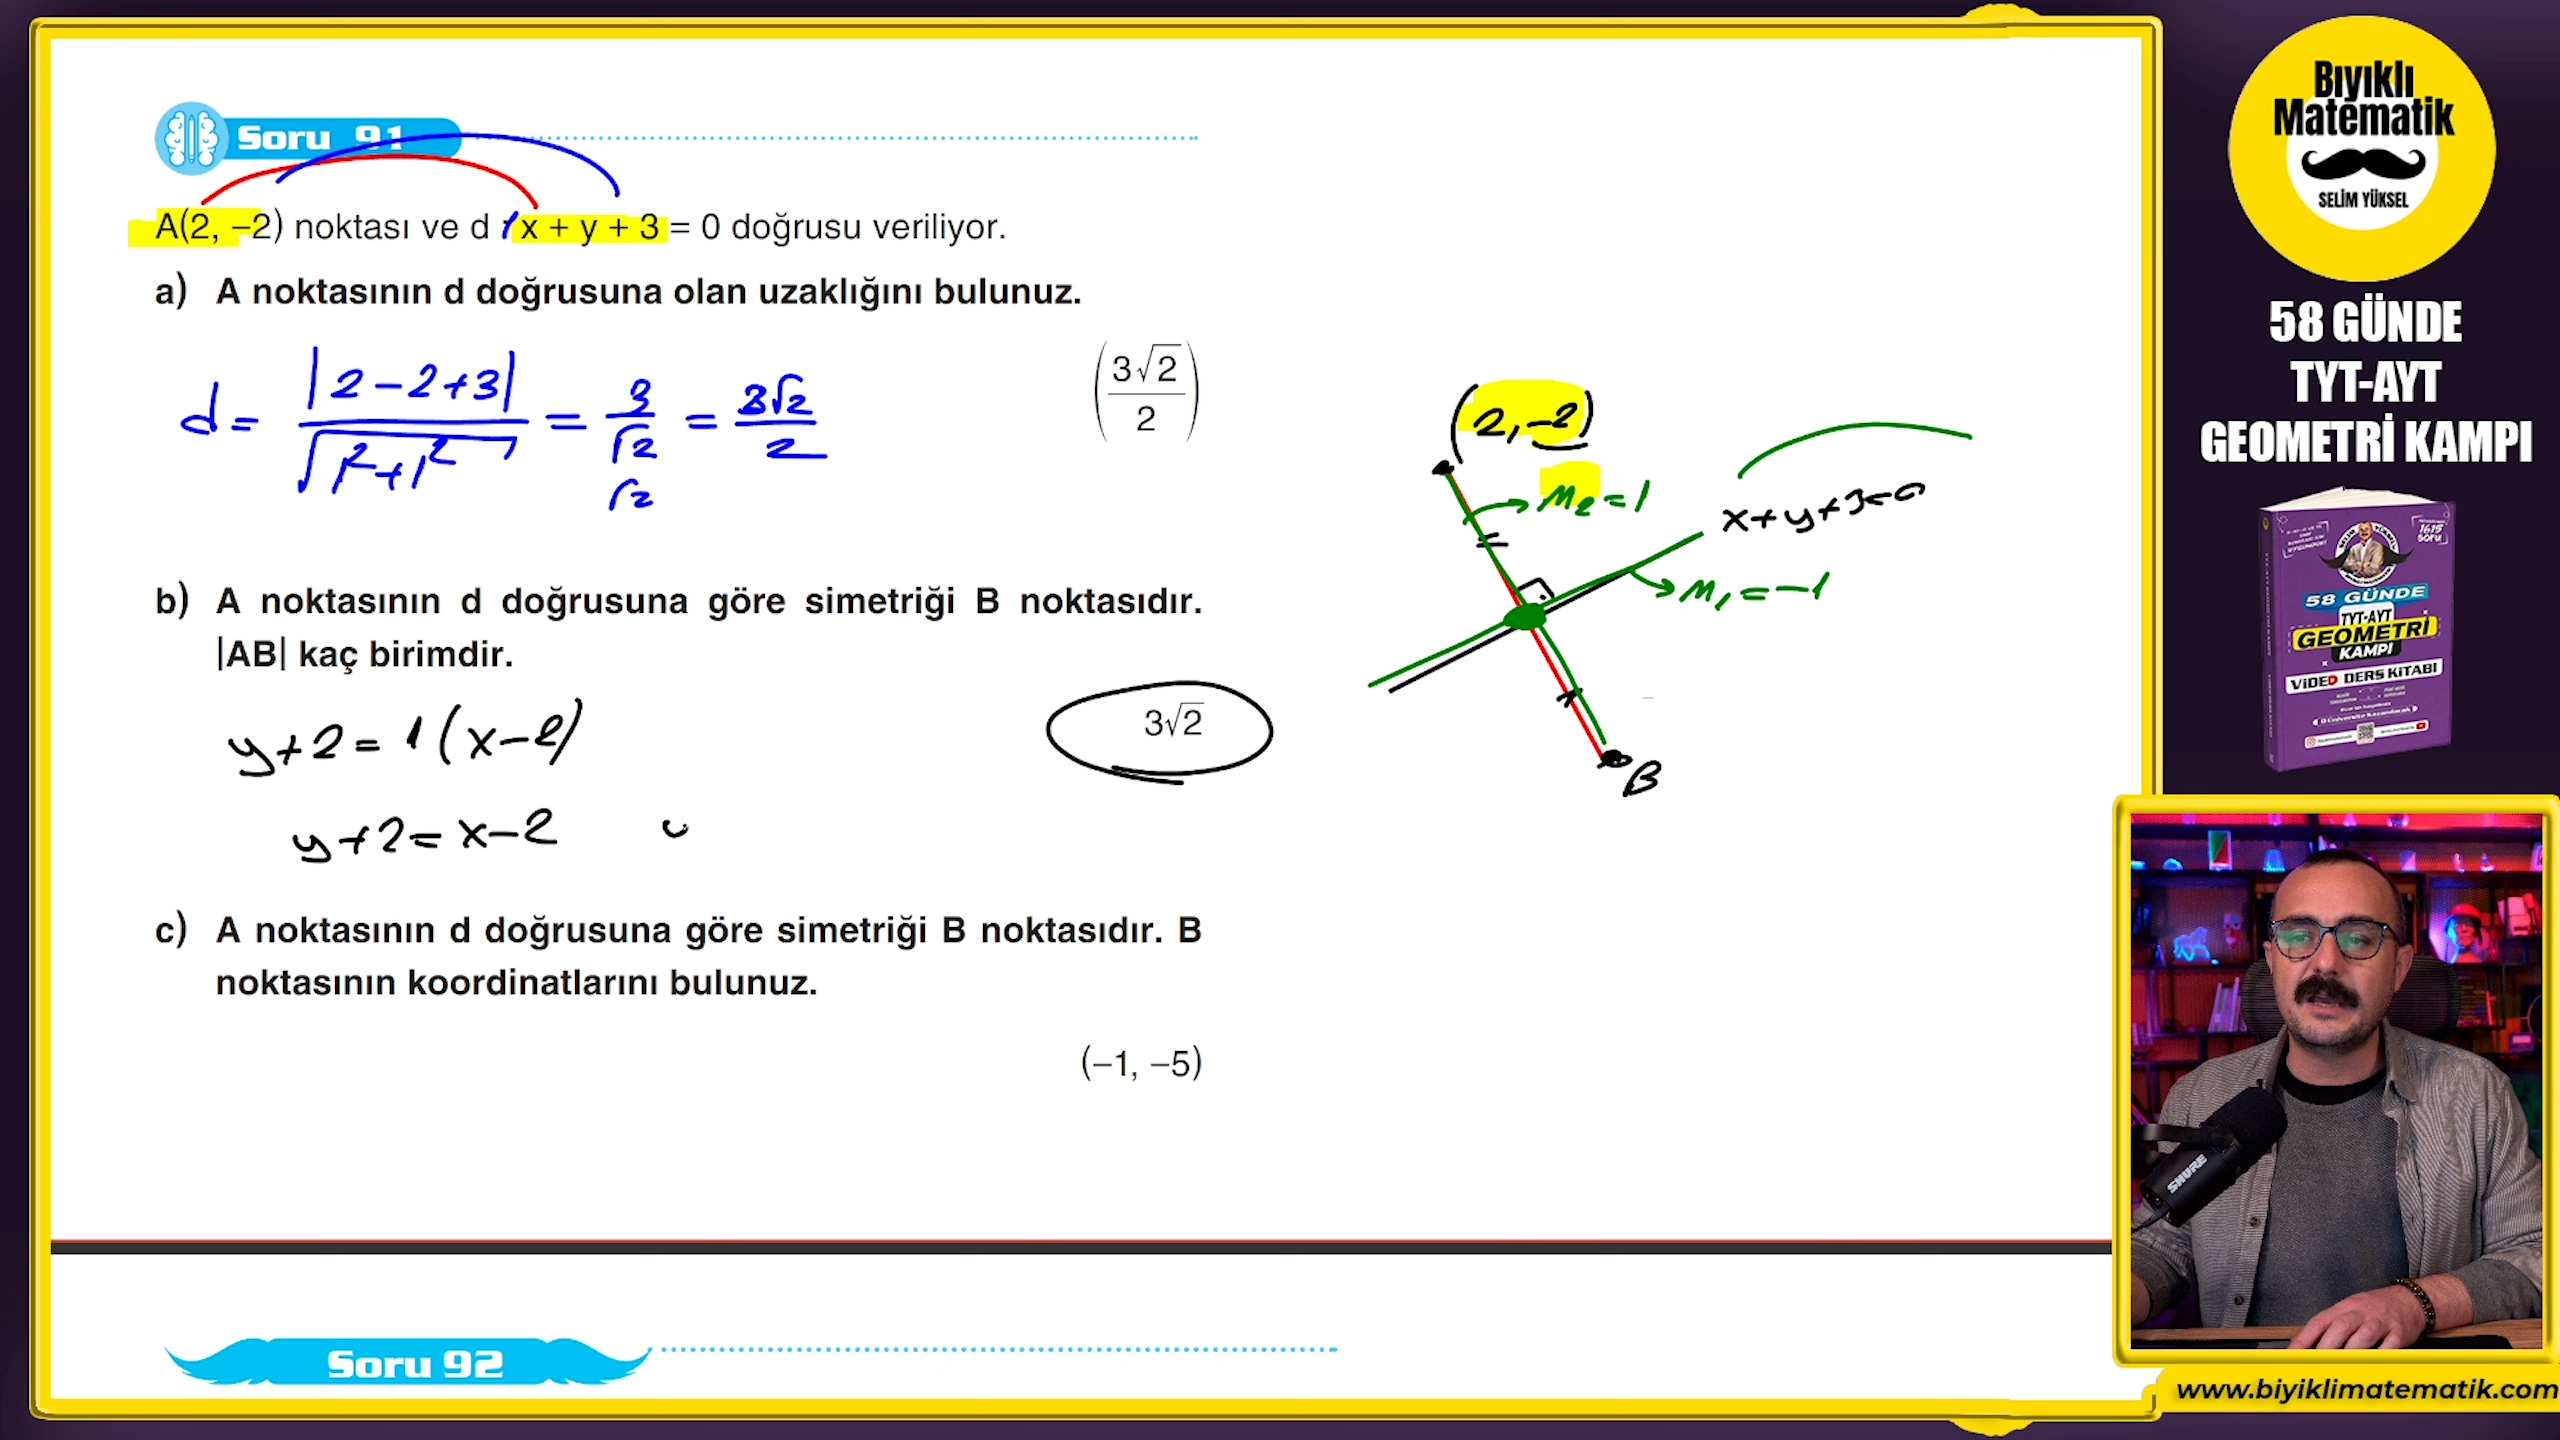 Soru 91
A(2, −2) noktası ve d : x + y + 3 = 0 doğrusu veriliyor.
a) A noktasının d doğrusuna olan uzaklığını bulunuz.
d = |2-2+3| / √1²+1² = 3/√2 = 3√2/2
√2
(3√2/2)
b) A noktasının d doğrusuna göre simetriği B noktasıdır.
|AB| kaç birimdir.
y+2 = 1(x-2)
3√2
y+2 = x-2
c) A noktasının d doğrusuna göre simetriği B noktasıdır. B
noktasının koordinatlarını bulunuz.
(−1, −5)
(2,-2)
M₂ = 1
x+y+3=0
M₁ = -1
B
Soru 92
Bıyıklı
Matematik
SELİM YÜKSEL
58 GÜNDE
TYT-AYT
GEOMETRİ KAMPI
1615
soru
58 GÜNDE
TYT-AYT
GEOMETRİ
KAMPI
VİDEO DERS KİTABI
SHURE
www.biyiklimatematik.com